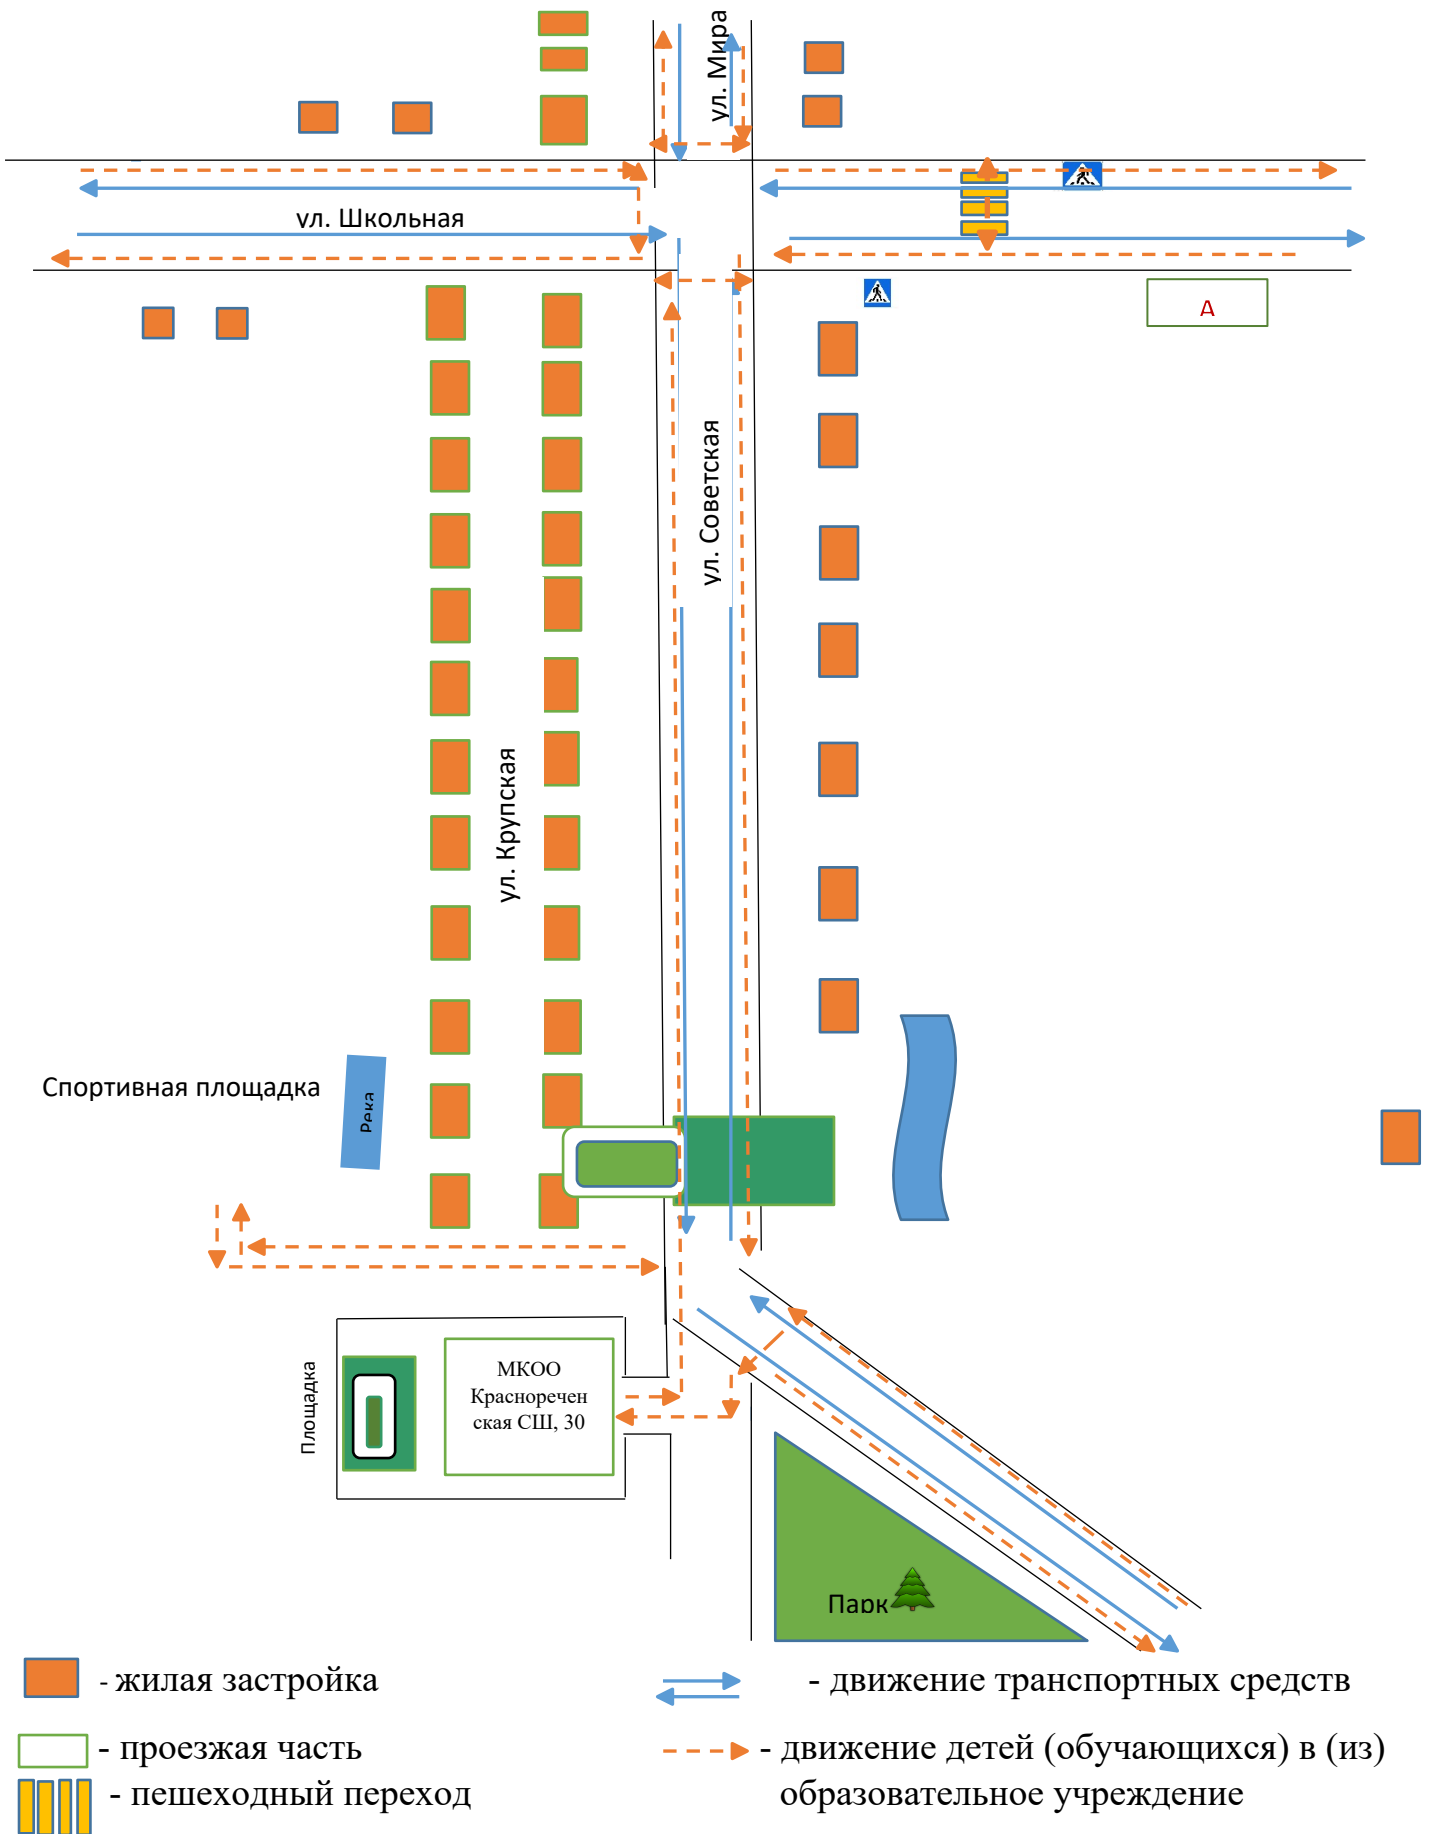 ул. Мира
ул. Школьная
А
ул. Советская
ул. Крупская
Спортивная площадка
Река
Площадка
МКОО
Красноречен
ская СШ, 30
Парк
- жилая застройка
- движение транспортных средств
- проезжая часть
- движение детей (обучающихся) в (из)
образовательное учреждение
- пешеходный переход